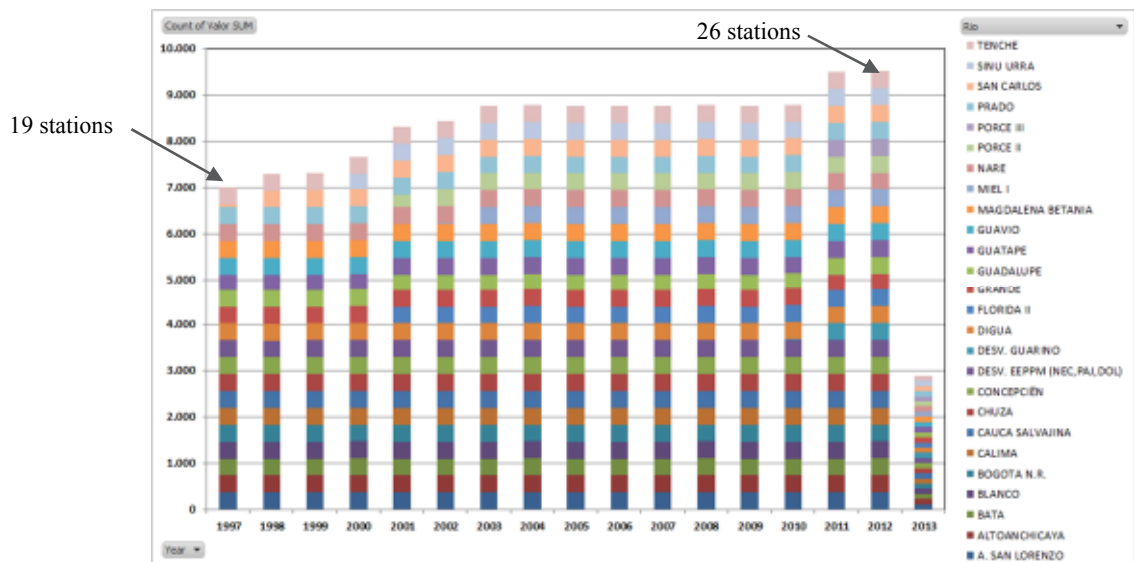 Count of Valor SUM
Rio
26 stations
19 stations
10.000
9.000
8.000
7.000
6.000
5.000
4.000
3.000
2.000
1.000
0
1997 1998 1999 2000 2001 2002 2003 2004 2005 2006 2007 2008 2009 2010 2011 2012 2013
Year
TENCHE
SINU URRA
SAN CARLOS
PRADO
PORCE III
PORCE II
NARE
MIEL I
MAGDALENA BETANIA
GUAVIO
GUATAPE
GUADALUPE
GRANDE
FLORIDA II
DIGUA
DESV. GUARINO
DESV. EEPPM (NEC,PAJ,DOL)
CONCEPCIËN
CHUZA
CAUCA SALVAJINA
CALIMA
BOGOTA N.R.
BLANCO
BATA
ALTOANCHICAYA
A. SAN LORENZO